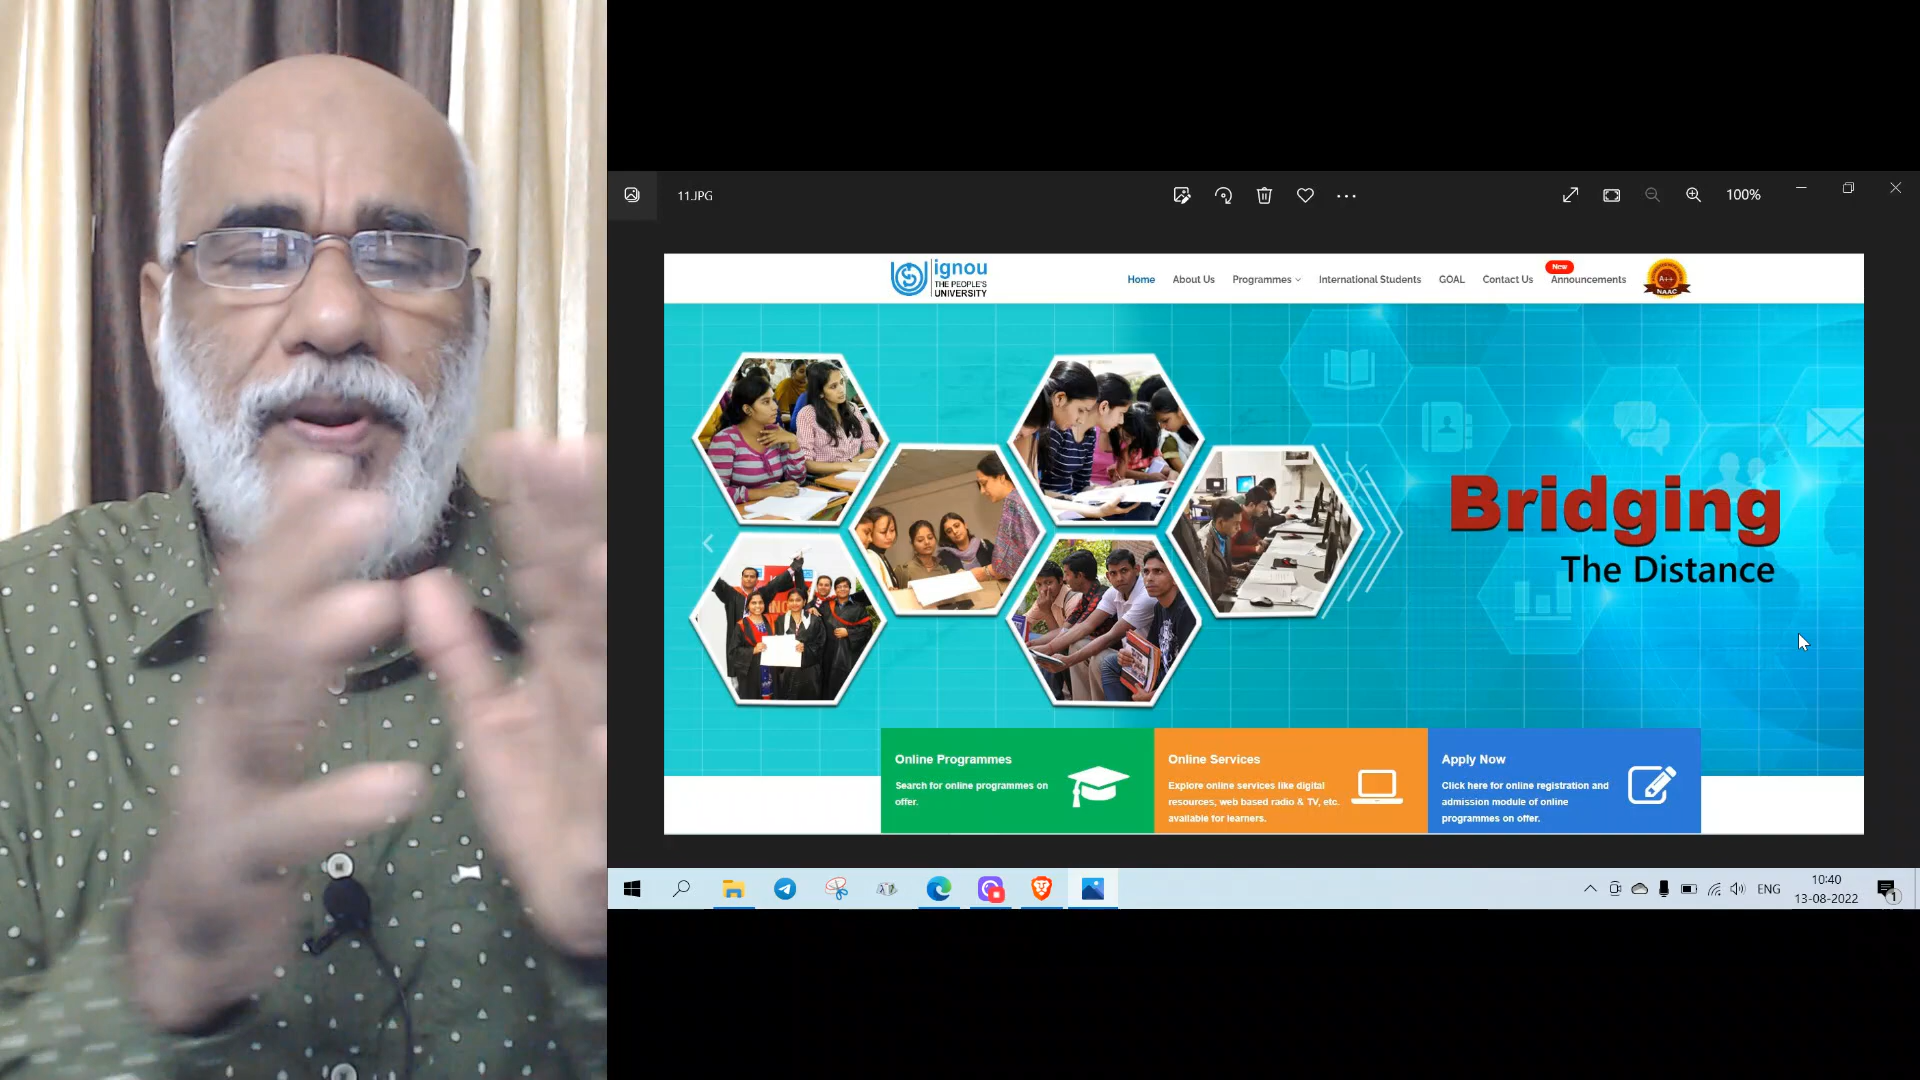 11.JPG
100%
ignou
THE PEOPLE'S
UNIVERSITY
Home
About Us
Programmes
International Students
GOAL
Contact Us
New
Announcements
A++
NAAC
Bridging
The Distance
Online Programmes
Search for online programmes on
offer.
Online Services
Explore online services like digital
resources, web based radio & TV, etc.
available for learners.
Apply Now
Click here for online registration and
admission module of online
programmes on offer.
ENG
10:40
13-08-2022
1